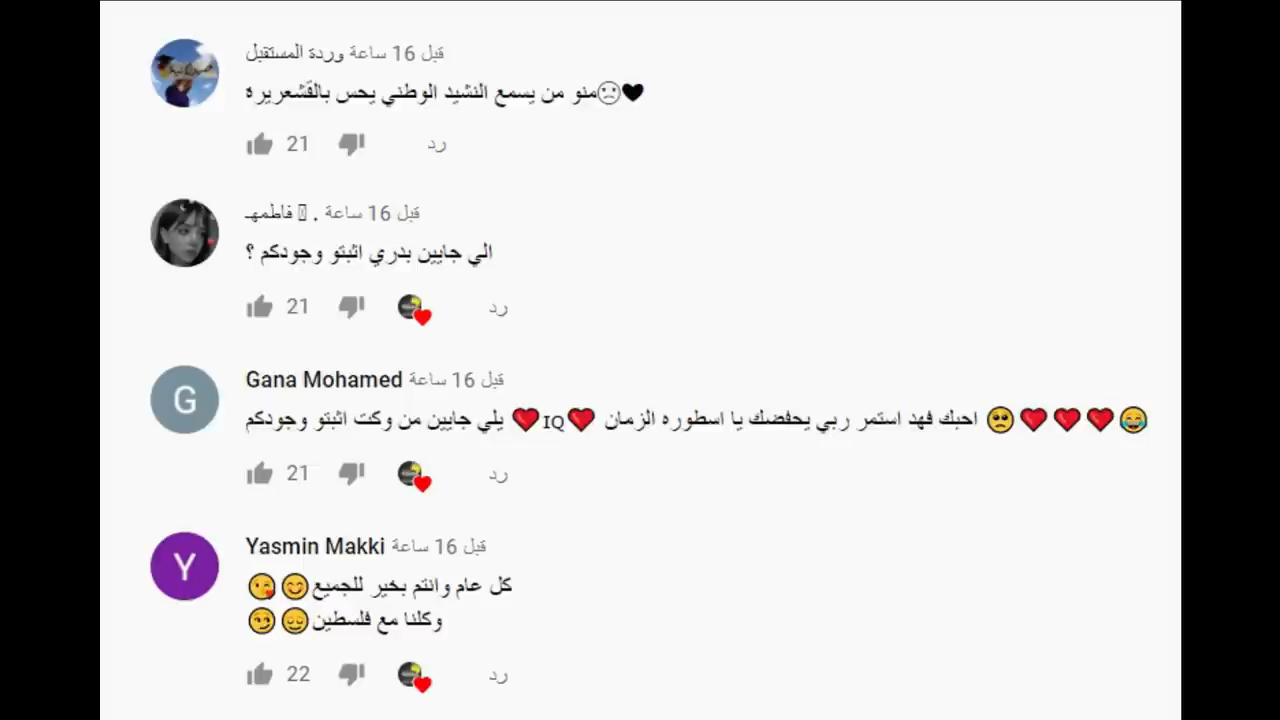 وردة المستقبل قبل 16 ساعة
منو من يسمع النشيد الوطني يحس بالقشعريره☹🖤
21 رد
فاطمهـ . قبل 16 ساعة
الي جايين بدري اثبتو وجودكم ؟
21 رد
Gana Mohamed قبل 16 ساعة
احبك فهد استمر ربي يحفضك يا اسطوره الزمان ❤️IQ❤️ يلي جايين من وكت اثبتو وجودكم 🥺❤️❤️❤️😂
21 رد
G
Yasmin Makki قبل 16 ساعة
Y
كل عام وانتم بخير للجميع😊😘
وكلنا مع فلسطين😔😏
22 رد